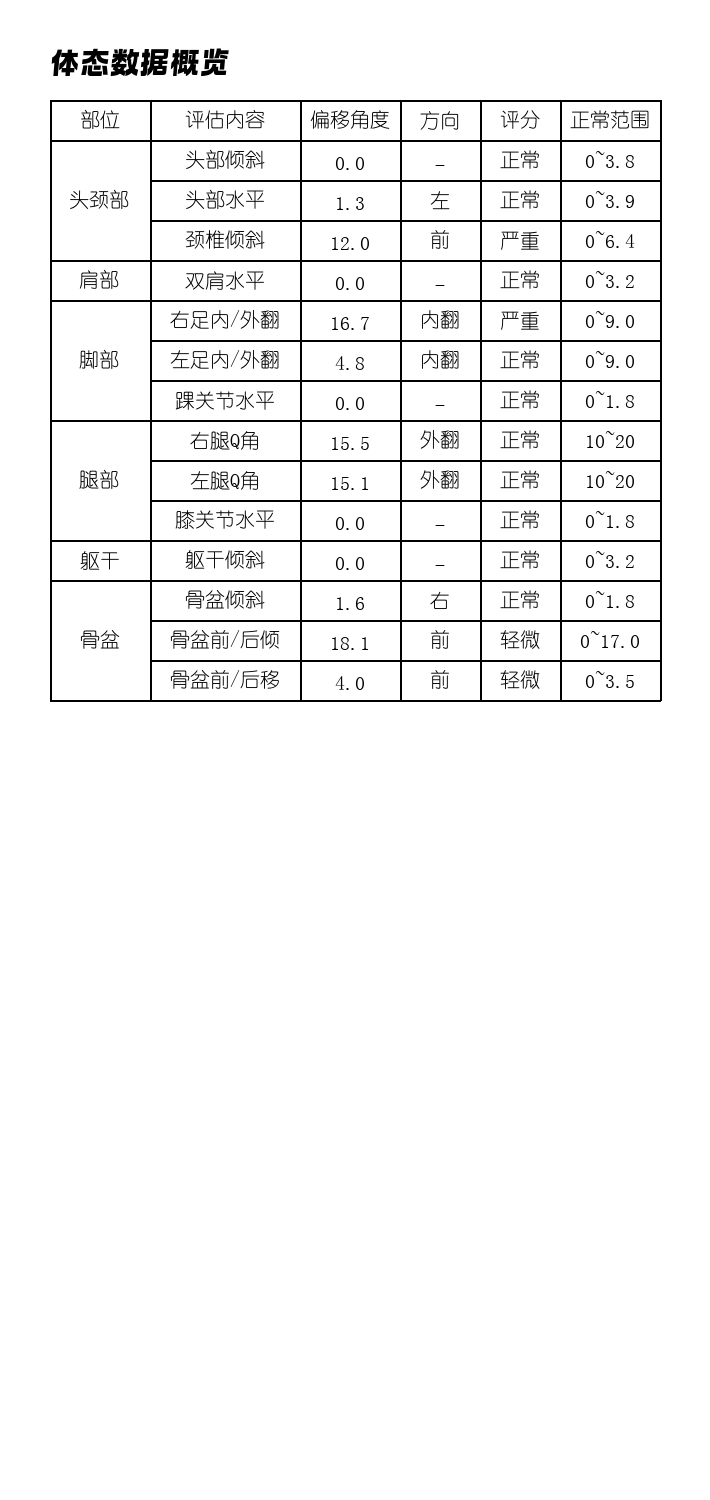 体态数据概览
部位 评估内容 偏移角度 方向 评分 正常范围
头颈部 头部倾斜 0.0 – 正常 0~3.8
头部水平 1.3 左 正常 0~3.9
颈椎倾斜 12.0 前 严重 0~6.4
肩部 双肩水平 0.0 – 正常 0~3.2
脚部 右足内/外翻 16.7 内翻 严重 0~9.0
左足内/外翻 4.8 内翻 正常 0~9.0
踝关节水平 0.0 – 正常 0~1.8
腿部 右腿Q角 15.5 外翻 正常 10~20
左腿Q角 15.1 外翻 正常 10~20
膝关节水平 0.0 – 正常 0~1.8
躯干 躯干倾斜 0.0 – 正常 0~3.2
骨盆 骨盆倾斜 1.6 右 正常 0~1.8
骨盆前/后倾 18.1 前 轻微 0~17.0
骨盆前/后移 4.0 前 轻微 0~3.5